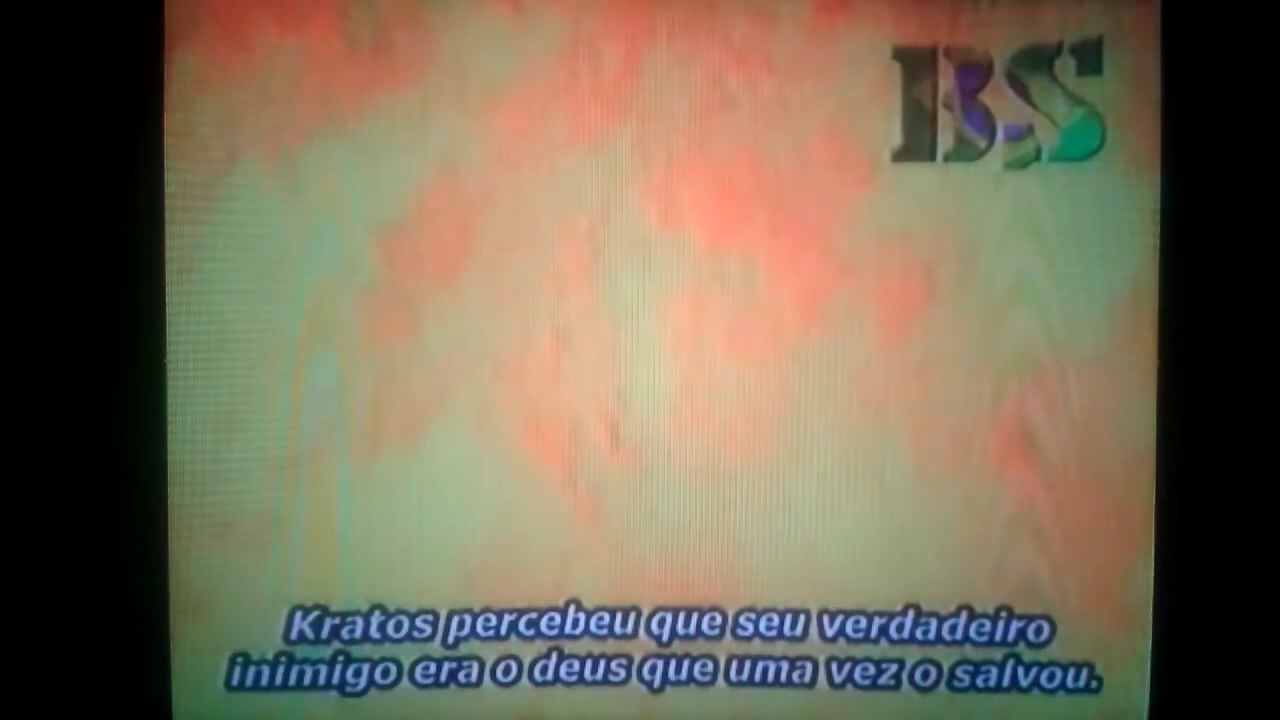 BS
Kratos percebeu que seu verdadeiro
inimigo era o deus que uma vez o salvou.